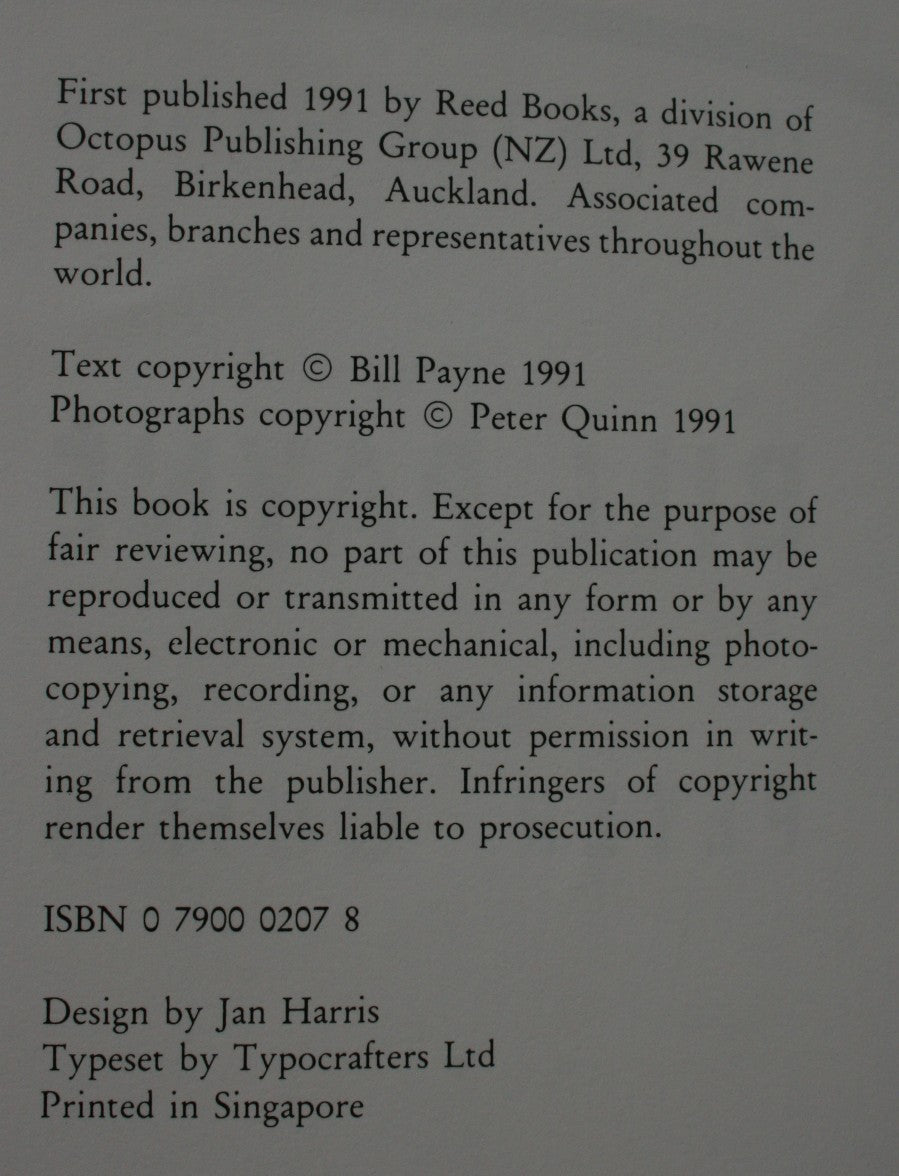 First published 1991 by Reed Books, a division of
Octopus Publishing Group (NZ) Ltd, 39 Rawene
Road, Birkenhead, Auckland. Associated com-
panies, branches and representatives throughout the
world.
Text copyright © Bill Payne 1991
Photographs copyright © Peter Quinn 1991
This book is copyright. Except for the purpose of
fair reviewing, no part of this publication may be
reproduced or transmitted in any form or by any
means, electronic or mechanical, including photo-
copying, recording, or any information storage
and retrieval system, without permission in writ-
ing from the publisher. Infringers of copyright
render themselves liable to prosecution.
ISBN 0 7900 0207 8
Design by Jan Harris
Typeset by Typocrafters Ltd
Printed in Singapore